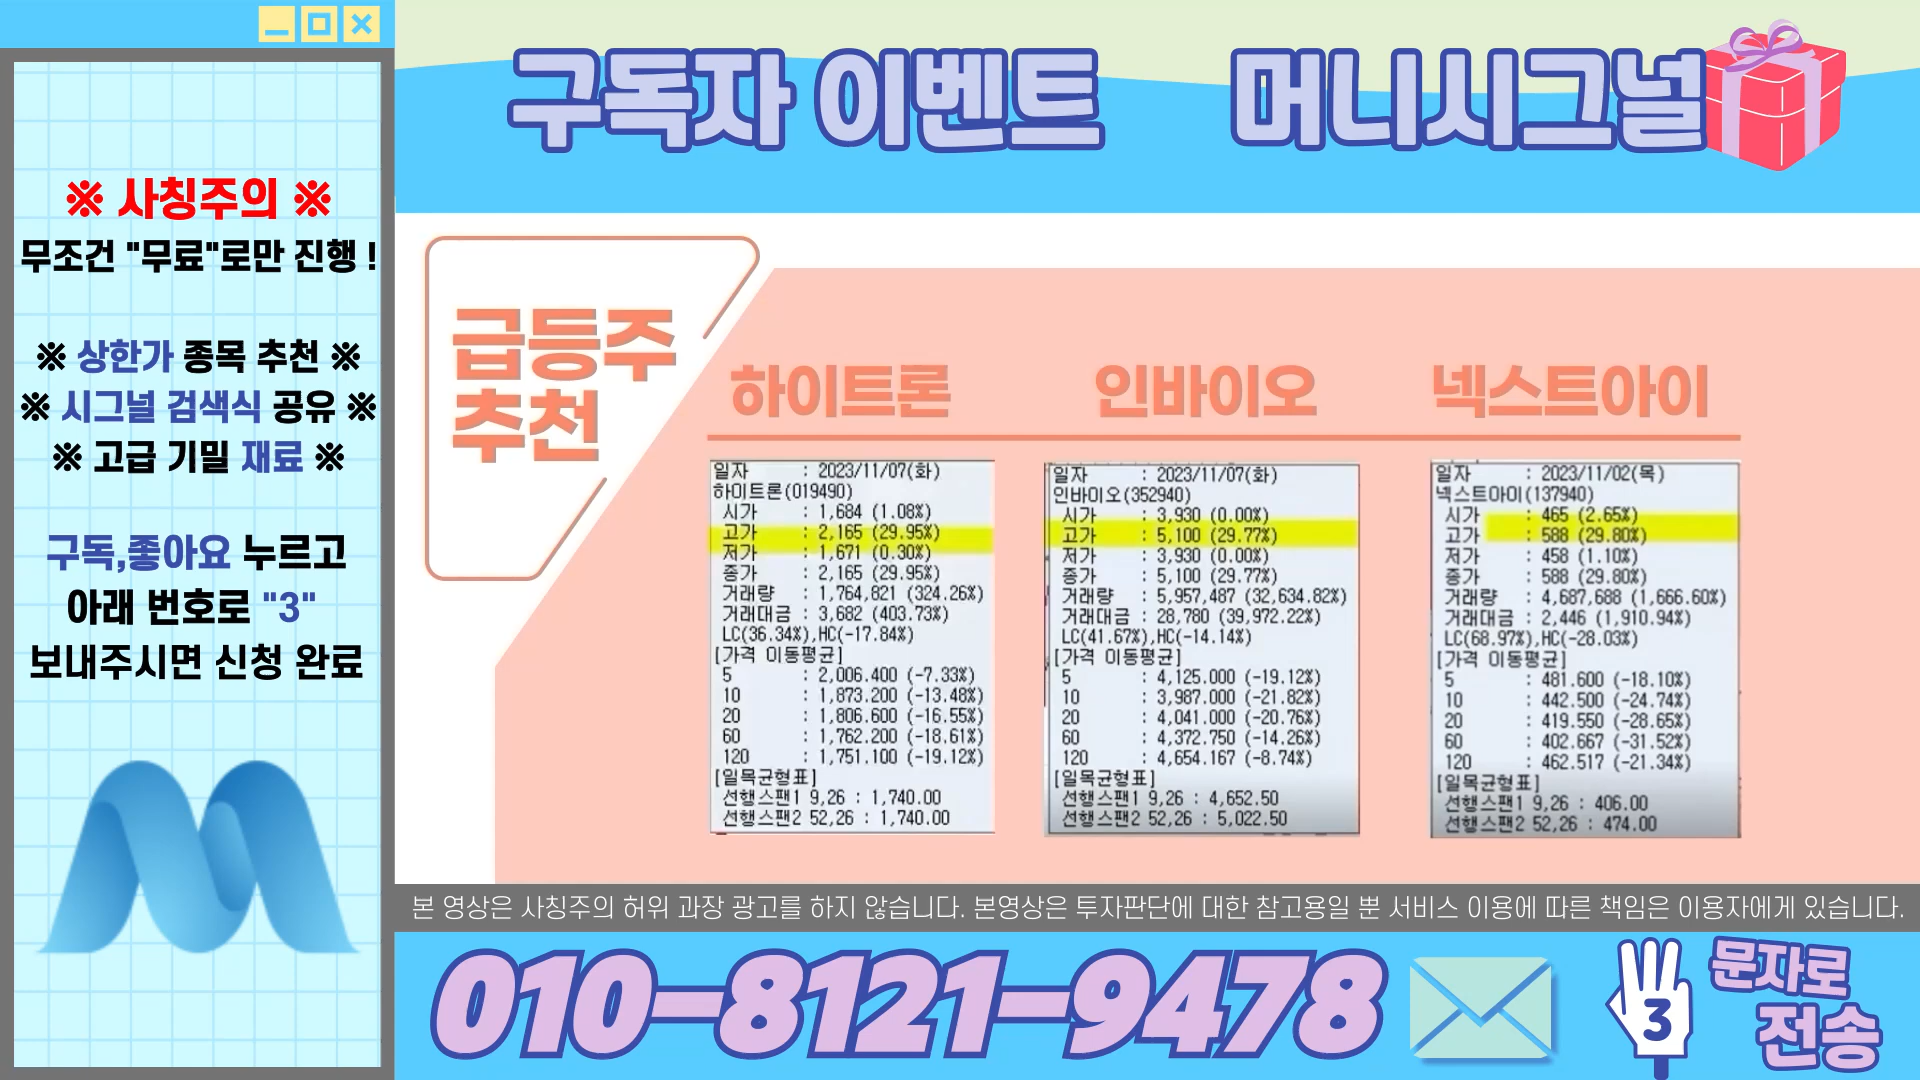 구독자 이벤트 머니시그널
※ 사칭주의 ※
무조건 "무료"로만 진행 !
※ 상한가 종목 추천 ※
※ 시그널 검색식 공유 ※
※ 고급 기밀 재료 ※
구독,좋아요 누르고
아래 번호로 "3"
보내주시면 신청 완료
급등주
추천
하이트론
일자 : 2023/11/07(화)
하이트론(019490)
시가 : 1,684 (1.08%)
고가 : 2,165 (29.95%)
저가 : 1,671 (0.30%)
종가 : 2,165 (29.95%)
거래량 : 1,764,821 (324.26%)
거래대금 : 3,682 (403.73%)
LC(36.34%),HC(-17.84%)
[가격 이동평균]
5 : 2,006.400 (-7.33%)
10 : 1,873.200 (-13.48%)
20 : 1,806.600 (-16.55%)
60 : 1,762.200 (-18.61%)
120 : 1,751.100 (-19.12%)
[일목균형표]
선행스팬1 9,26 : 1,740.00
선행스팬2 52,26 : 1,740.00
인바이오
일자 : 2023/11/07(화)
인바이오(352940)
시가 : 3,930 (0.00%)
고가 : 5,100 (29.77%)
저가 : 3,930 (0.00%)
종가 : 5,100 (29.77%)
거래량 : 5,957,487 (32,634.82%)
거래대금 : 28,780 (39,972.22%)
LC(41.67%),HC(-14.14%)
[가격 이동평균]
5 : 4,125.000 (-19.12%)
10 : 3,987.000 (-21.82%)
20 : 4,041.000 (-20.76%)
60 : 4,372.750 (-14.26%)
120 : 4,654.167 (-8.74%)
[일목균형표]
선행스팬1 9,26 : 4,652.50
선행스팬2 52,26 : 5,022.50
넥스트아이
일자 : 2023/11/02(목)
넥스트아이(137940)
시가 : 465 (2.65%)
고가 : 588 (29.80%)
저가 : 458 (1.10%)
종가 : 588 (29.80%)
거래량 : 4,687,688 (1,666.60%)
거래대금 : 2,446 (1,910.94%)
LC(68.97%),HC(-28.03%)
[가격 이동평균]
5 : 481.600 (-18.10%)
10 : 442.500 (-24.74%)
20 : 419.550 (-28.65%)
60 : 402.667 (-31.52%)
120 : 462.517 (-21.34%)
[일목균형표]
선행스팬1 9,26 : 406.00
선행스팬2 52,26 : 474.00
본 영상은 사칭주의 허위 과장 광고를 하지 않습니다. 본영상은 투자판단에 대한 참고용일 뿐 서비스 이용에 따른 책임은 이용자에게 있습니다.
010-8121-9478
3
문자로
전송